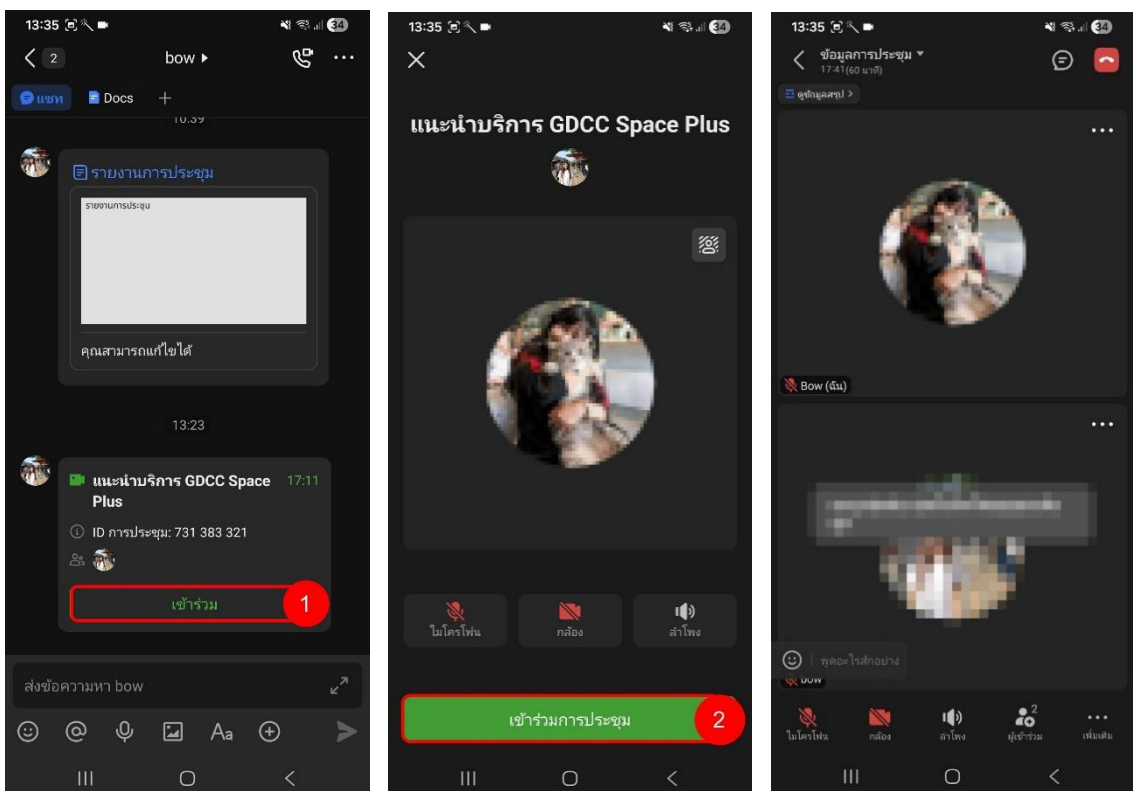 13:35
34
2
bow
แชท
Docs
10:39
รายงานการประชุม
รายงานการประชุม
คุณสามารถแก้ไขได้
13:23
แนะนำบริการ GDCC Space Plus
17:11
ID การประชุม: 731 383 321
เข้าร่วม
1
ส่งข้อความหา bow
Aa
13:35
34
แนะนำบริการ GDCC Space Plus
ไมโครโฟน
กล้อง
ลำโพง
เข้าร่วมการประชุม
2
13:35
34
ข้อมูลการประชุม
17:41(60 นาที)
ดูข้อมูลสรุป >
Bow (ฉัน)
พูดอะไรสักอย่าง
Bow
ไมโครโฟน
กล้อง
ลำโพง
2
ผู้เข้าร่วม
เพิ่มเติม